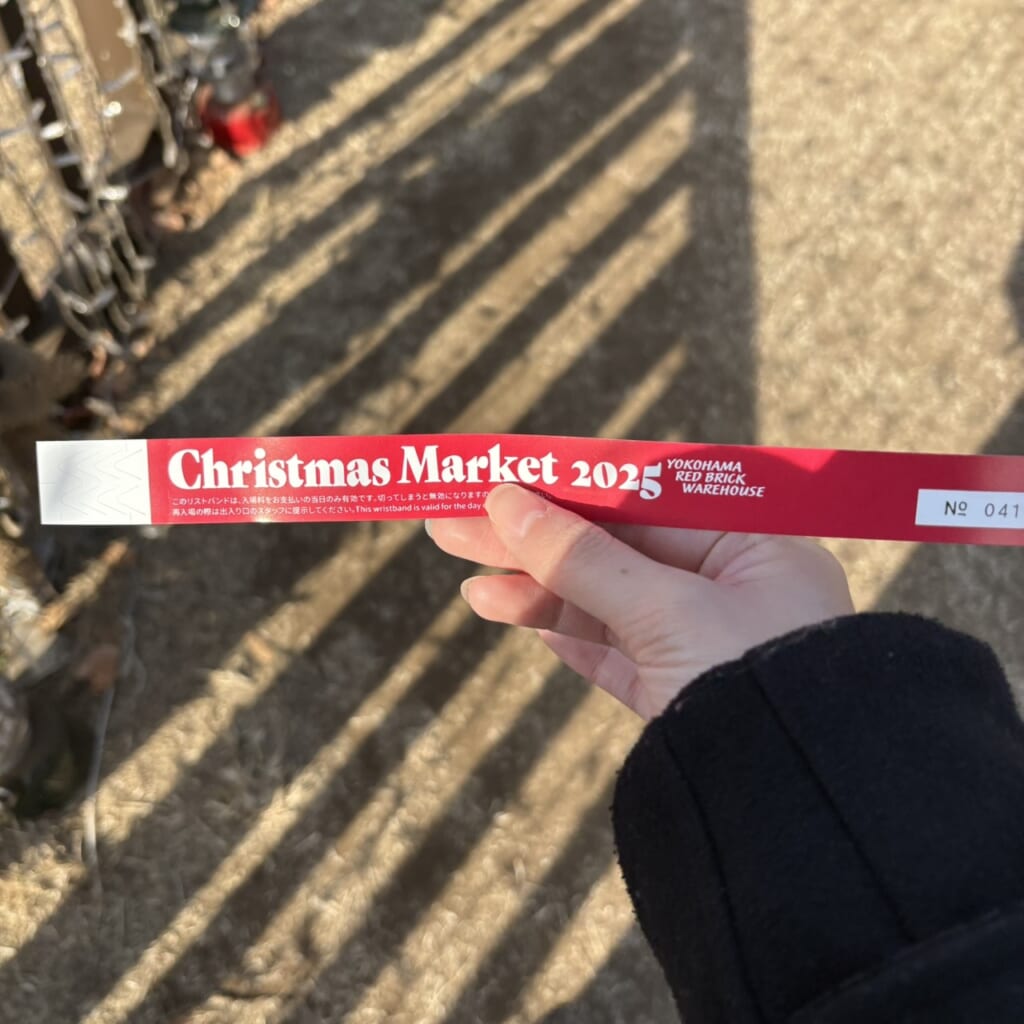 Christmas Market 2025
YOKOHAMA
RED BRICK
WAREHOUSE
このリストバンドは、入場料をお支払いの当日のみ有効です。切ってしまうと無効になりますの
再入場の際は出入り口のスタッフに提示してください。This wristband is valid for the day
No 041